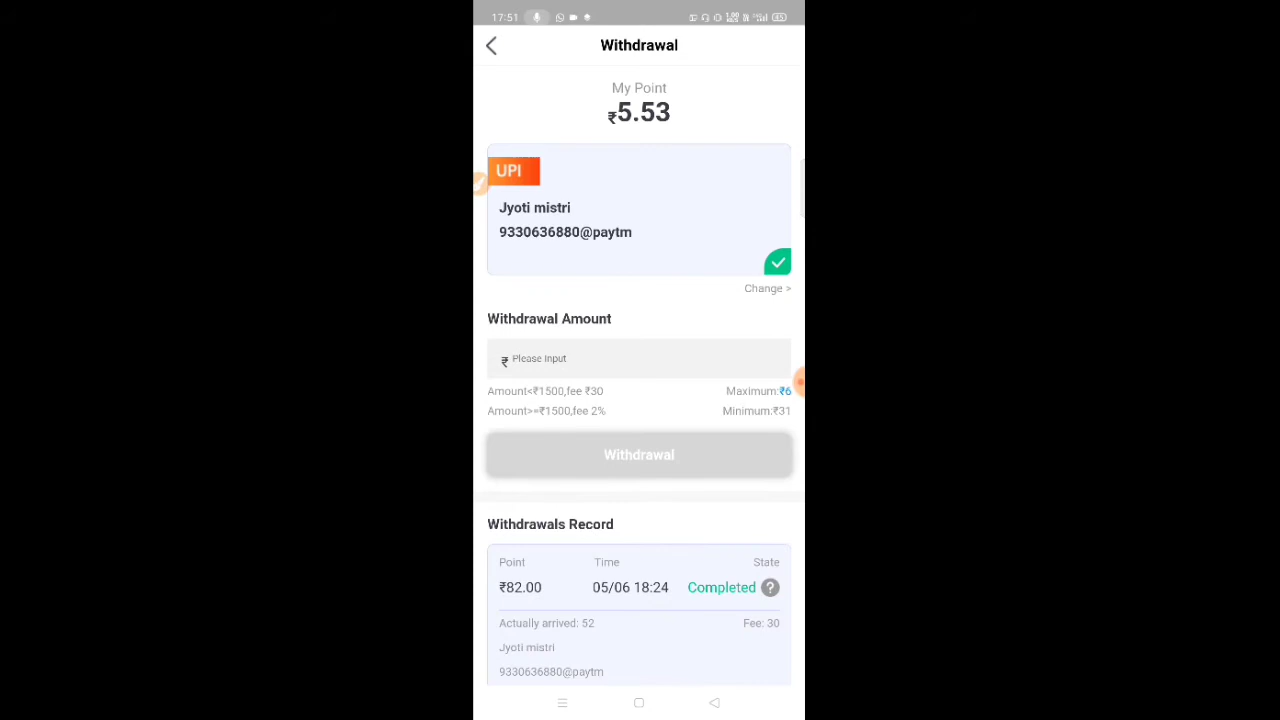 17:51
Withdrawal
My Point
₹5.53
UPI
Jyoti mistri
9330636880@paytm
Change >
Withdrawal Amount
₹ Please Input
Amount<₹1500,fee ₹30 Maximum:₹6
Amount>=₹1500,fee 2% Minimum:₹31
Withdrawal
Withdrawals Record
Point Time State
₹82.00 05/06 18:24 Completed ?
Actually arrived: 52 Fee: 30
Jyoti mistri
9330636880@paytm